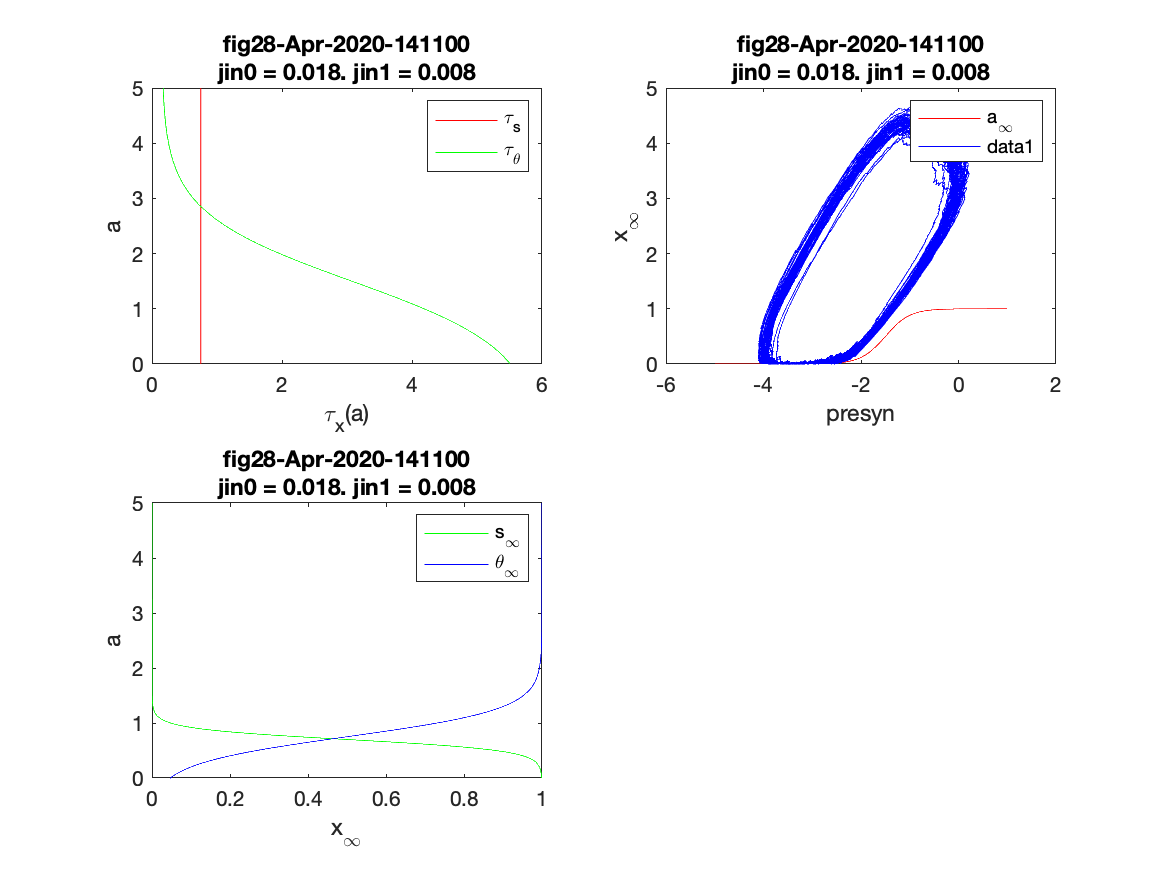 fig28-Apr-2020-141100
jin0 = 0.018. jin1 = 0.008
5
4
3
2
1
0
a
0
2
4
6
τx(a)
τs
τθ
fig28-Apr-2020-141100
jin0 = 0.018. jin1 = 0.008
5
4
3
2
1
0
x∞
-6
-4
-2
0
2
presyn
a∞
data1
fig28-Apr-2020-141100
jin0 = 0.018. jin1 = 0.008
5
4
3
2
1
0
a
0
0.2
0.4
0.6
0.8
1
x∞
s∞
θ∞